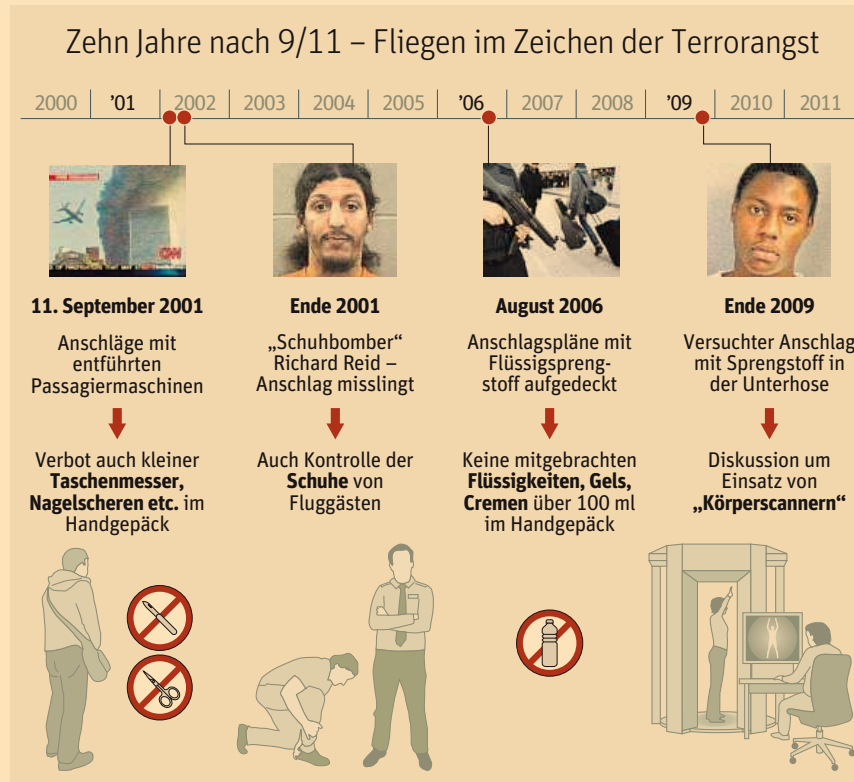 Zehn Jahre nach 9/11 – Fliegen im Zeichen der Terrorangst
2000 '01 2002 2003 2004 2005 '06 2007 2008 '09 2010 2011
CNN
11. September 2001
Anschläge mit
entführten
Passagiermaschinen
Verbot auch kleiner
Taschenmesser,
Nagelscheren etc. im
Handgepäck
Ende 2001
„Schuhbomber“
Richard Reid –
Anschlag misslingt
Auch Kontrolle der
Schuhe von
Fluggästen
August 2006
Anschlagspläne mit
Flüssigspreng-
stoff aufgedeckt
Keine mitgebrachten
Flüssigkeiten, Gels,
Cremen über 100 ml
im Handgepäck
Ende 2009
Versuchter Anschlag
mit Sprengstoff in
der Unterhose
Diskussion um
Einsatz von
„Körperscannern“